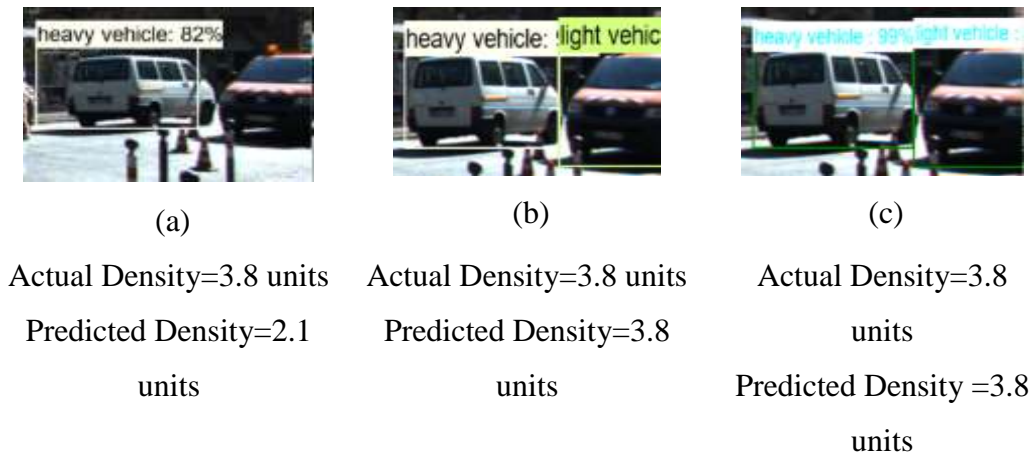 heavy vehicle: 82%
heavy vehicle: light vehic
heavy vehicle : 99% light vehicle :
(a)
(b)
(c)
Actual Density=3.8 units
Predicted Density=2.1
units
Actual Density=3.8 units
Predicted Density=3.8
units
Actual Density=3.8
units
Predicted Density =3.8
units